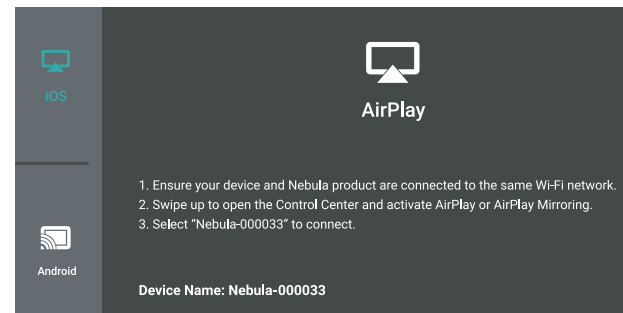 iOS
Android
AirPlay
1. Ensure your device and Nebula product are connected to the same Wi-Fi network.
2. Swipe up to open the Control Center and activate AirPlay or AirPlay Mirroring.
3. Select “Nebula-000033” to connect.
Device Name: Nebula-000033